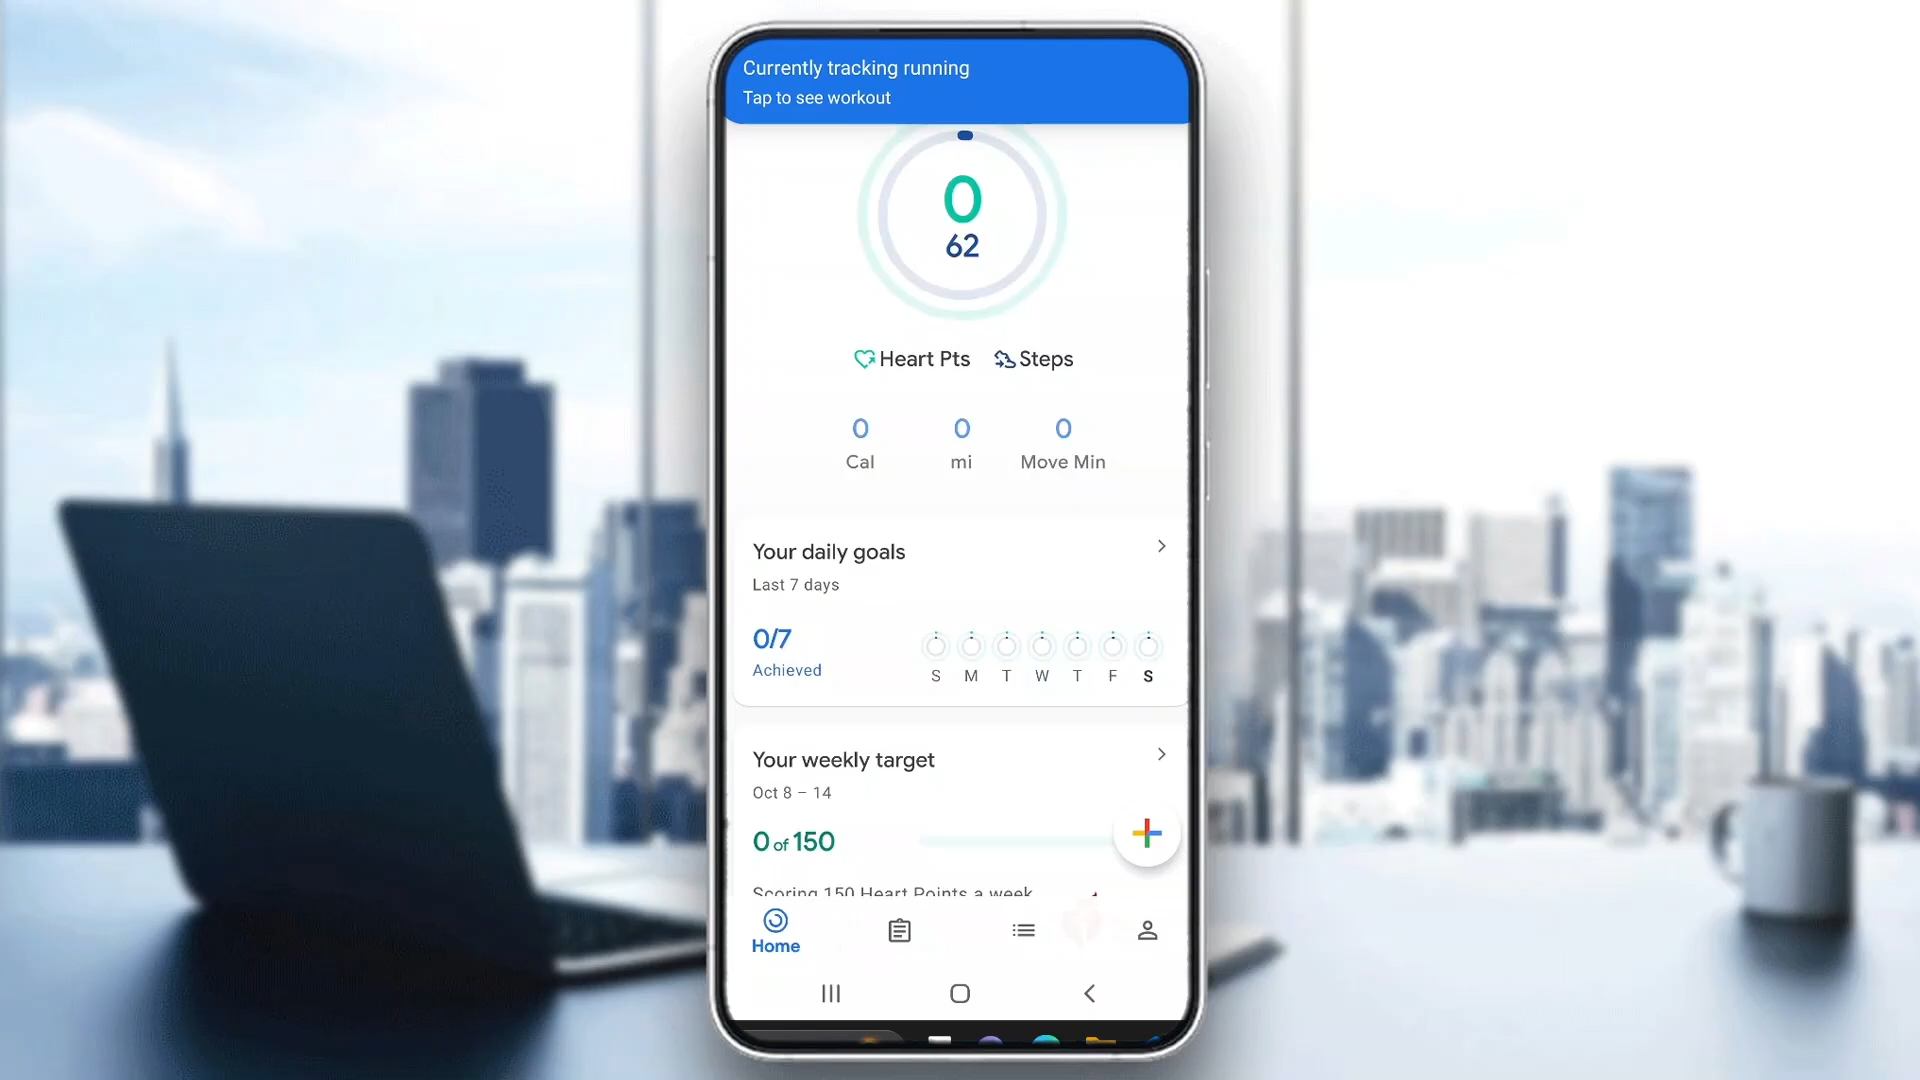 Currently tracking running
Tap to see workout
0
62
Heart Pts Steps
0 0 0
Cal mi Move Min
Your daily goals
Last 7 days
0/7
Achieved
S M T W T F S
Your weekly target
Oct 8 – 14
0 of 150
Scoring 150 Heart Points a week
Home